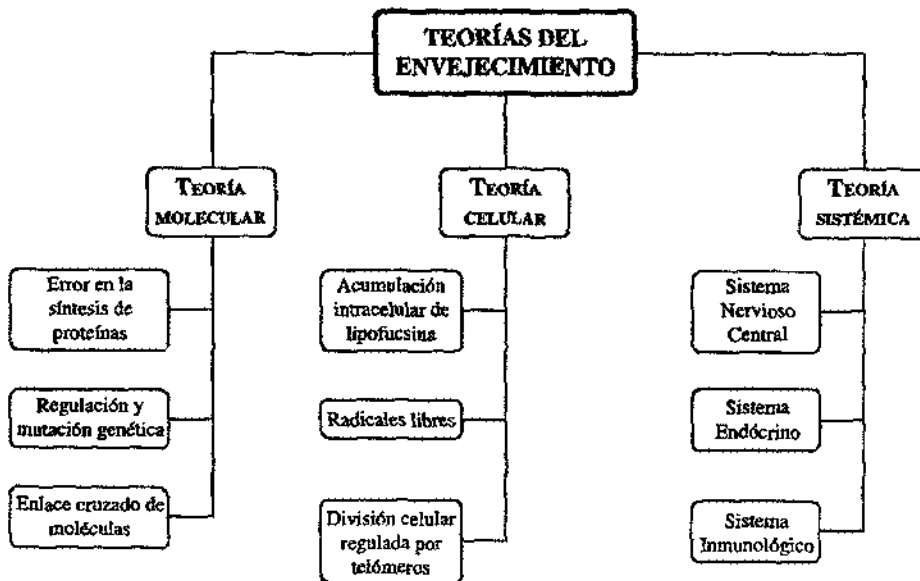 TEORÍAS DEL
ENVEJECIMIENTO
TEORÍA
MOLECULAR
Error en la
síntesis de
proteínas
Regulación y
mutación genética
Enlace cruzado de
moléculas
TEORÍA
CELULAR
Acumulación
intracelular de
lipofucsina
Radicales libres
División celular
regulada por
telómeros
TEORÍA
SISTÉMICA
Sistema
Nervioso
Central
Sistema
Endócrino
Sistema
Inmunológico